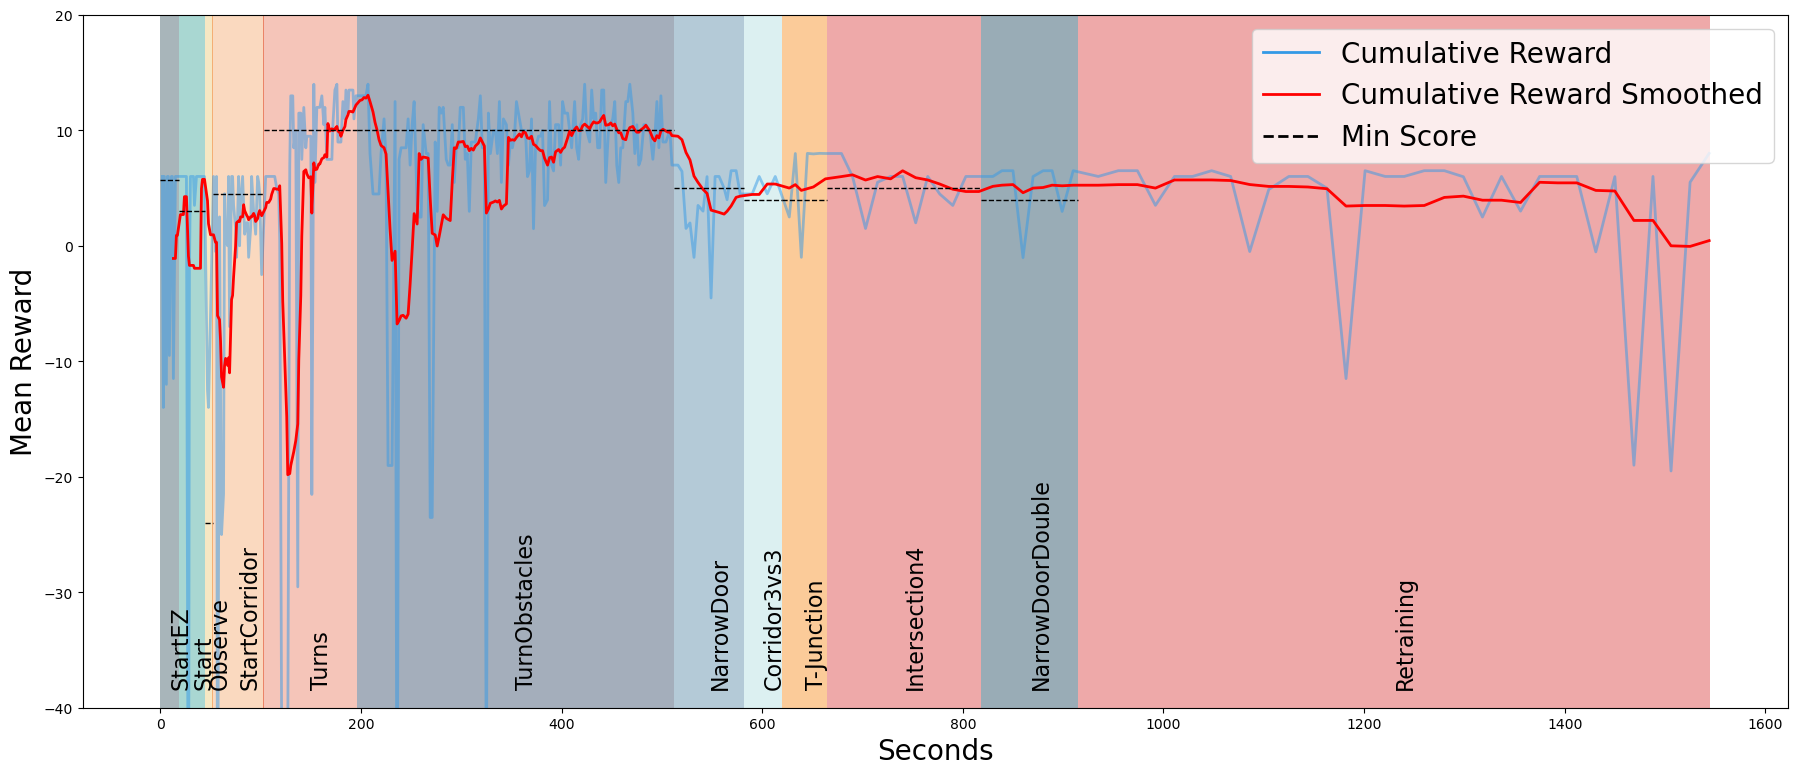 20
10
0
−10
−20
−30
−40
Mean Reward
Cumulative Reward
Cumulative Reward Smoothed
Min Score
StartEZ
Start
Observe
StartCorridor
Turns
TurnObstacles
NarrowDoor
Corridor3vs3
T-Junction
Intersection4
NarrowDoorDouble
Retraining
0 200 400 600 800 1000 1200 1400 1600
Seconds